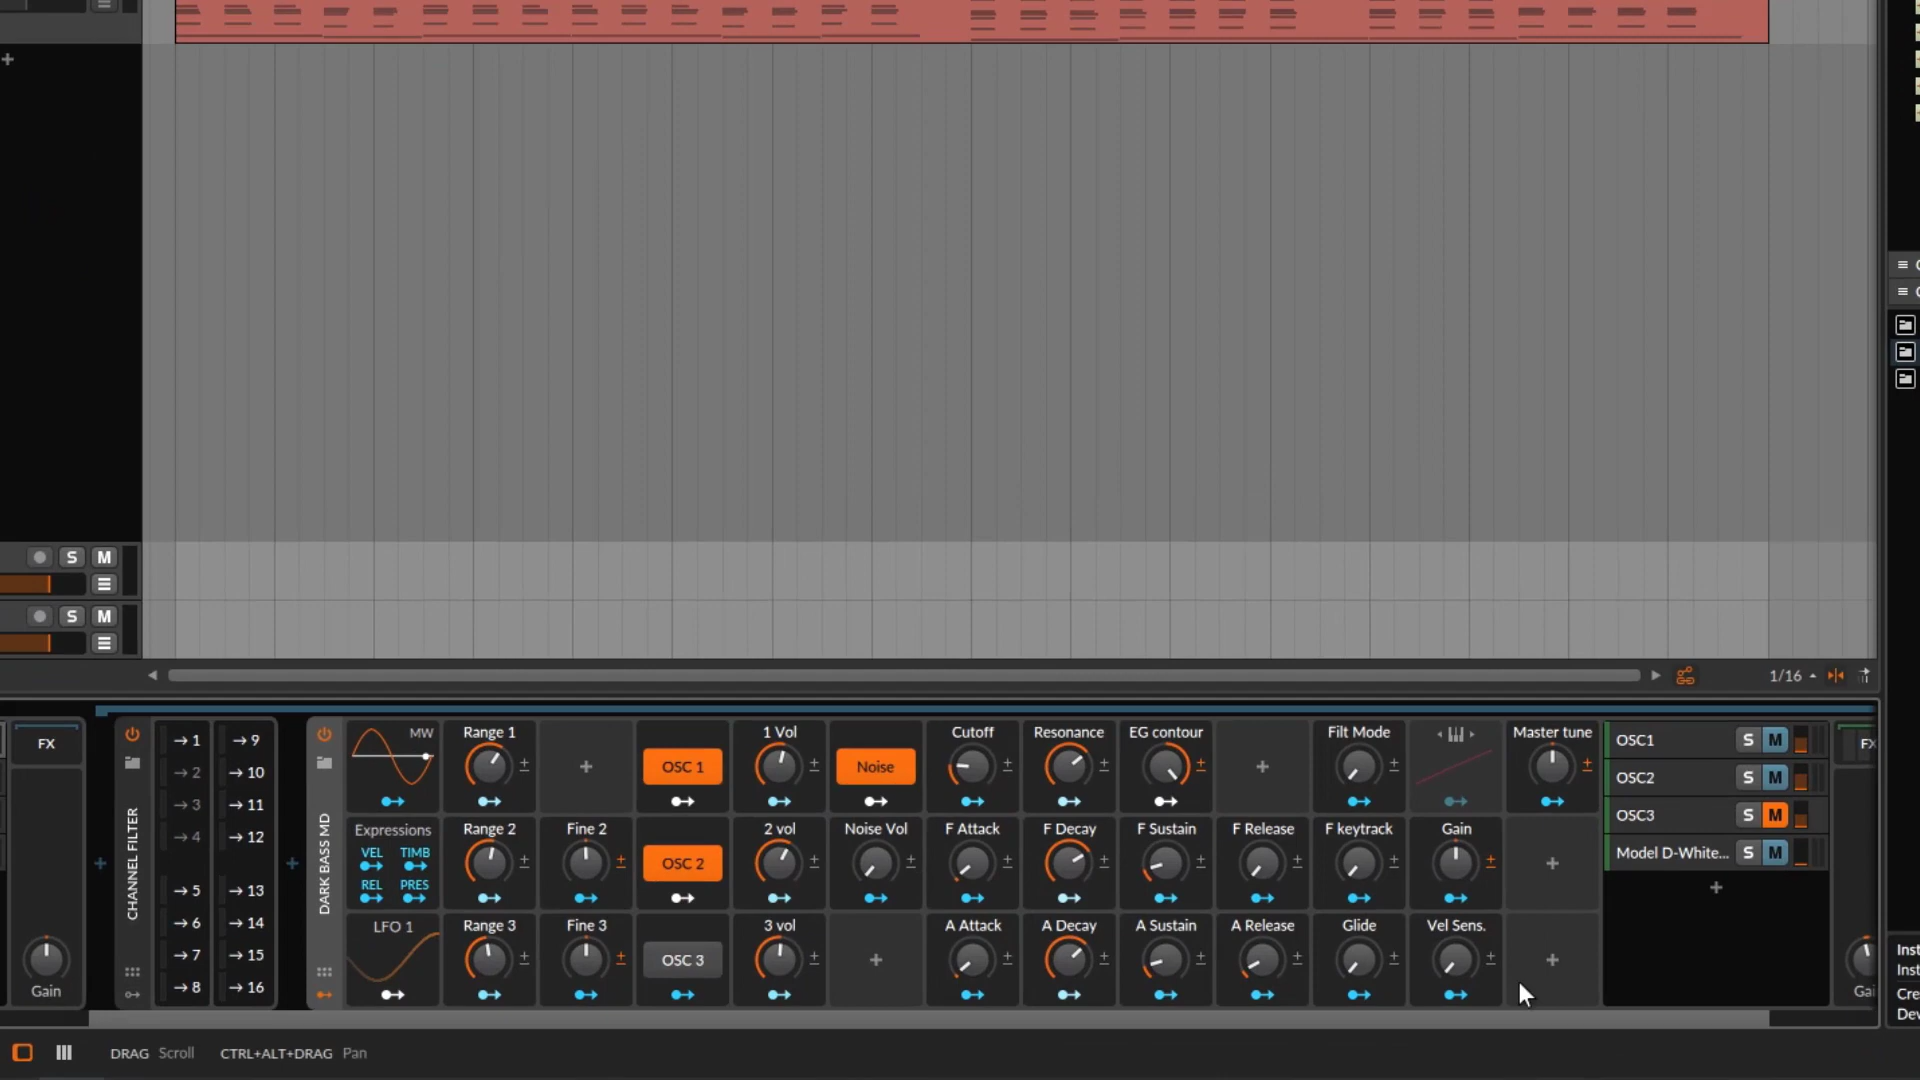 S M
S M
1/16
FX
CHANNEL FILTER
→ 1
→ 9
→ 2
→ 10
→ 3
→ 11
→ 4
→ 12
→ 5
→ 13
→ 6
→ 14
→ 7
→ 15
→ 8
→ 16
Gain
DARK BASS MD
MW
Range 1
OSC 1
1 Vol
Noise
Cutoff
Resonance
EG contour
Filt Mode
Master tune
Expressions
VEL TIMB
REL PRES
Range 2
Fine 2
OSC 2
2 vol
Noise Vol
F Attack
F Decay
F Sustain
F Release
F keytrack
Gain
LFO 1
Range 3
Fine 3
OSC 3
3 vol
A Attack
A Decay
A Sustain
A Release
Glide
Vel Sens.
OSC1 S M
OSC2 S M
OSC3 S M
Model D-White... S M
DRAG Scroll CTRL+ALT+DRAG Pan